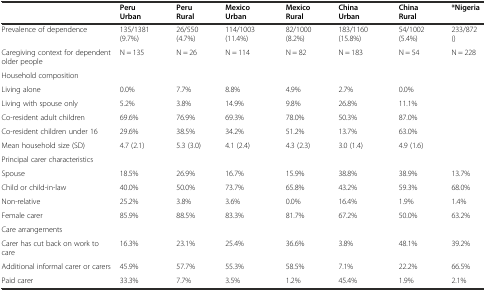 Peru Urban Peru Rural Mexico Urban Mexico Rural China Urban China Rural *Nigeria
Prevalence of dependence 135/1381 (9.7%) 26/550 (4.7%) 114/1003 (11.4%) 82/1000 (8.2%) 183/1160 (15.8%) 54/1002 (5.4%) 233/872 ()
Caregiving context for dependent older people N = 135 N = 26 N = 114 N = 82 N = 183 N = 54 N = 228
Household composition
Living alone 0.0% 7.7% 8.8% 4.9% 2.7% 0.0%
Living with spouse only 5.2% 3.8% 14.9% 9.8% 26.8% 11.1%
Co-resident adult children 69.6% 76.9% 69.3% 78.0% 50.3% 87.0%
Co-resident children under 16 29.6% 38.5% 34.2% 51.2% 13.7% 63.0%
Mean household size (SD) 4.7 (2.1) 5.3 (3.0) 4.1 (2.4) 4.3 (2.3) 3.0 (1.4) 4.9 (1.6)
Principal carer characteristics
Spouse 18.5% 26.9% 16.7% 15.9% 38.8% 38.9% 13.7%
Child or child-in-law 40.0% 50.0% 73.7% 65.8% 43.2% 59.3% 68.0%
Non-relative 25.2% 3.8% 3.6% 0.0% 16.4% 1.9% 1.4%
Female carer 85.9% 88.5% 83.3% 81.7% 67.2% 50.0% 63.2%
Care arrangements
Carer has cut back on work to care 16.3% 23.1% 25.4% 36.6% 3.8% 48.1% 39.2%
Additional informal carer or carers 45.9% 57.7% 55.3% 58.5% 7.1% 22.2% 66.5%
Paid carer 33.3% 7.7% 3.5% 1.2% 45.4% 1.9% 2.1%